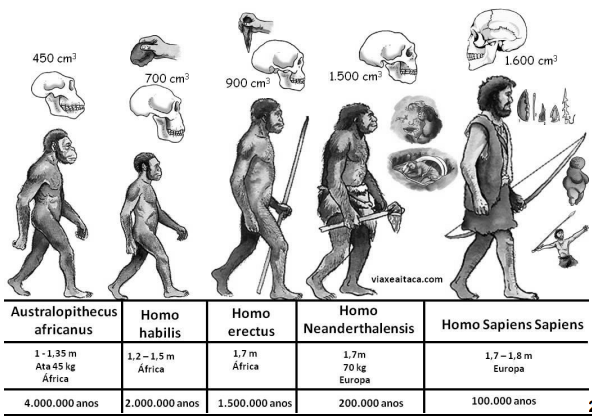 450 cm³
700 cm³
900 cm³
1.500 cm³
1.600 cm³
viaxeaitaca.com
Australopithecus
africanus
Homo
habilis
Homo
erectus
Homo
Neanderthalensis
Homo Sapiens Sapiens
1 - 1,35 m
Ata 45 kg
África
1,2 – 1,5 m
África
1,7 m
África
1,7m
70 kg
Europa
1,7 – 1,8 m
Europa
4.000.000 anos
2.000.000 anos
1.500.000 anos
200.000 anos
100.000 anos